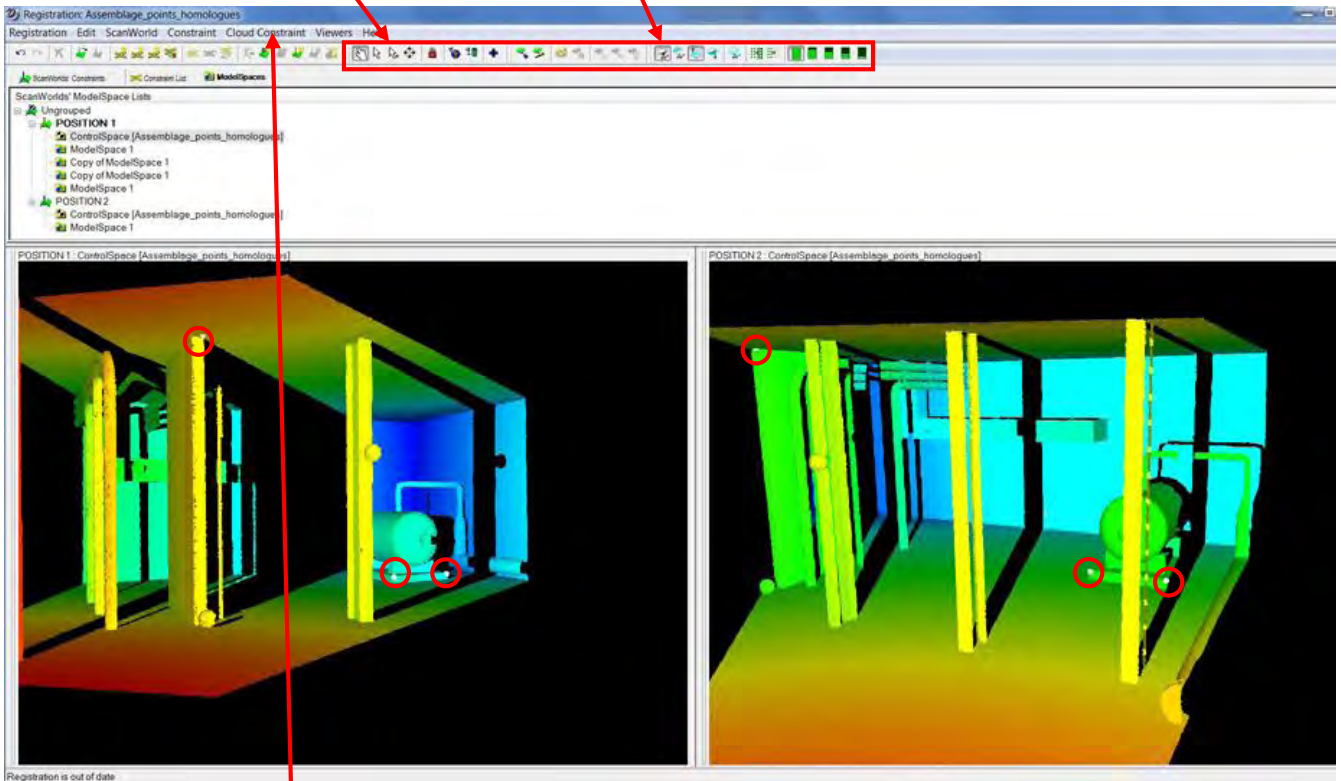 Registration: Assemblage_points_homologues
Registration Edit ScanWorld Constraint Cloud Constraint Viewers Help
ScanWorlds' Constraints Constraint List ModelSpaces
ScanWorlds' ModelSpace Lists
Ungrouped
POSITION 1
ControlSpace [Assemblage_points_homologues]
ModelSpace 1
Copy of ModelSpace 1
Copy of ModelSpace 1
ModelSpace 1
POSITION 2
ControlSpace [Assemblage_points_homologues]
ModelSpace 1
POSITION 1 : ControlSpace [Assemblage_points_homologues]
POSITION 2 : ControlSpace [Assemblage_points_homologues]
Registration is out of date